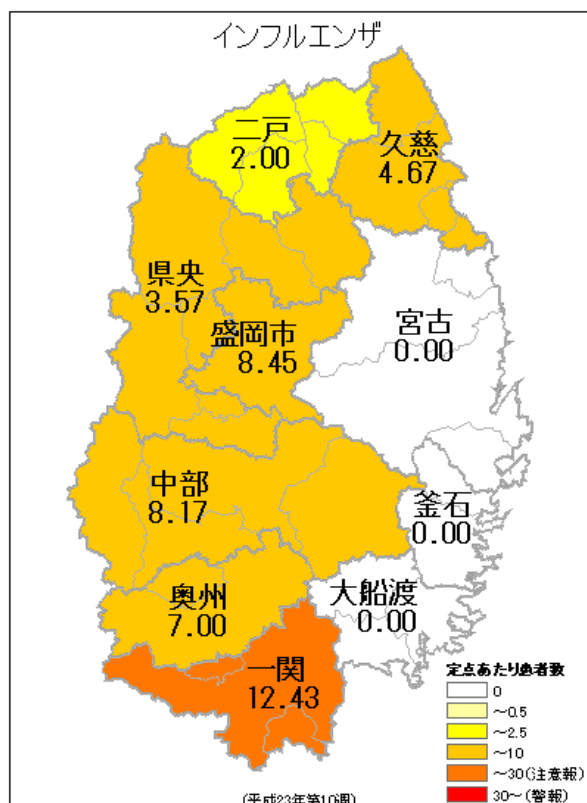 インフルエンザ
二戸
2.00
久慈
4.67
県央
3.57
盛岡市
8.45
宮古
0.00
中部
8.17
釜石
0.00
奥州
7.00
大船渡
0.00
一関
12.43
定点あたり患者数
0
～0.5
～2.5
～10
～30(注意報)
30～(警報)
(平成23年第10週)